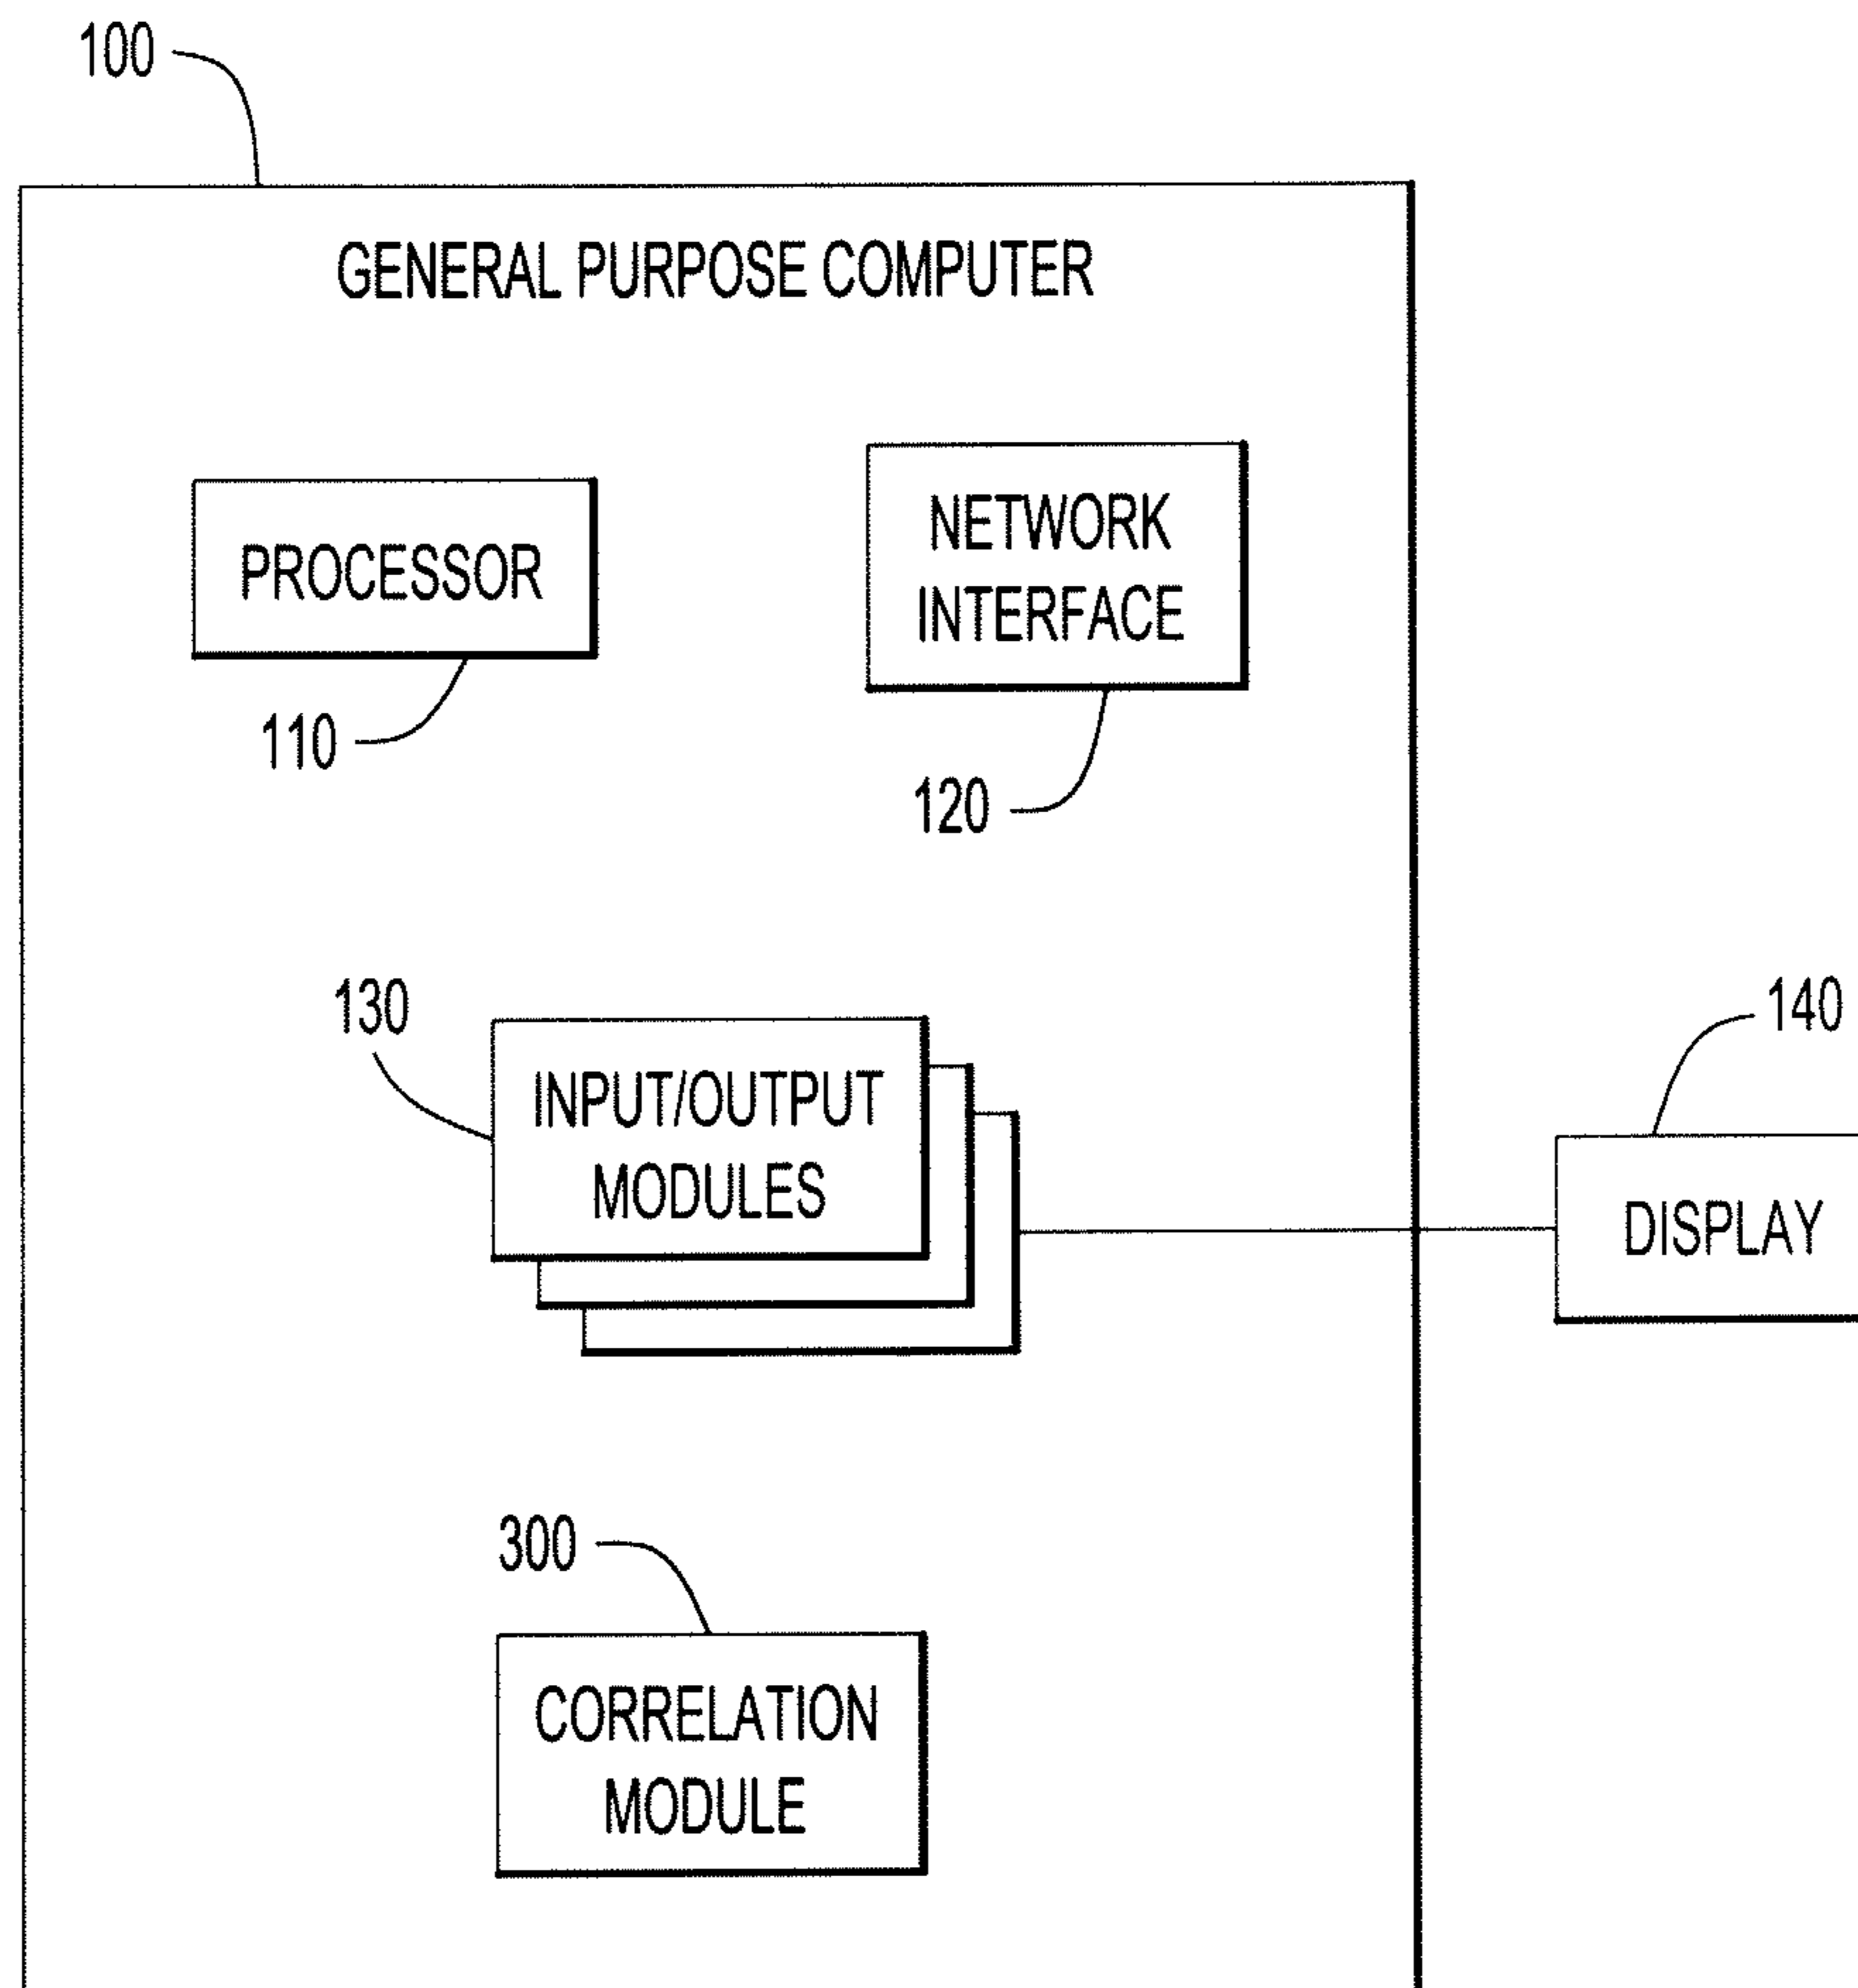 100
GENERAL PURPOSE COMPUTER
PROCESSOR
110
NETWORK
INTERFACE
120
130
INPUT/OUTPUT
MODULES
140
DISPLAY
300
CORRELATION
MODULE